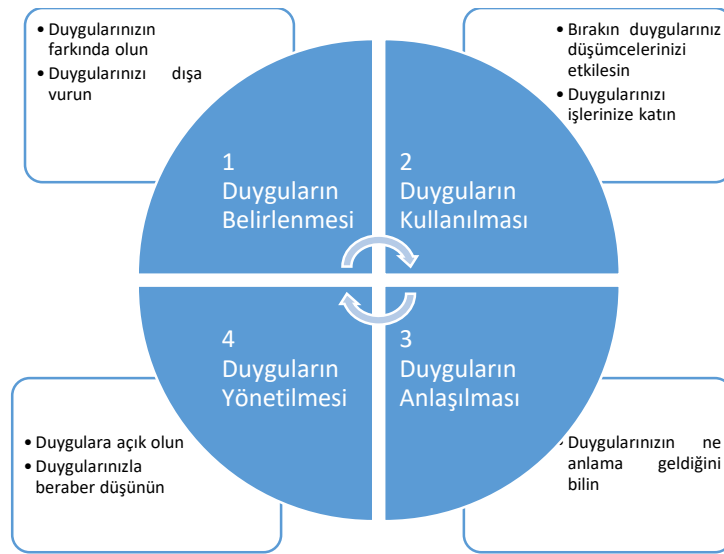 • Duygularınızın
farkında olun
• Duygularınızı dışa
vurun
• Bırakın duygularınız
düşümcelerinizi
etkilesin
• Duygularınızı
işlerinize katın
1
Duyguların
Belirlenmesi
2
Duyguların
Kullanılması
4
Duyguların
Yönetilmesi
3
Duyguların
Anlaşılması
• Duygulara açık olun
• Duygularınızla
beraber düşünün
• Duygularınızın ne
anlama geldiğini
bilin